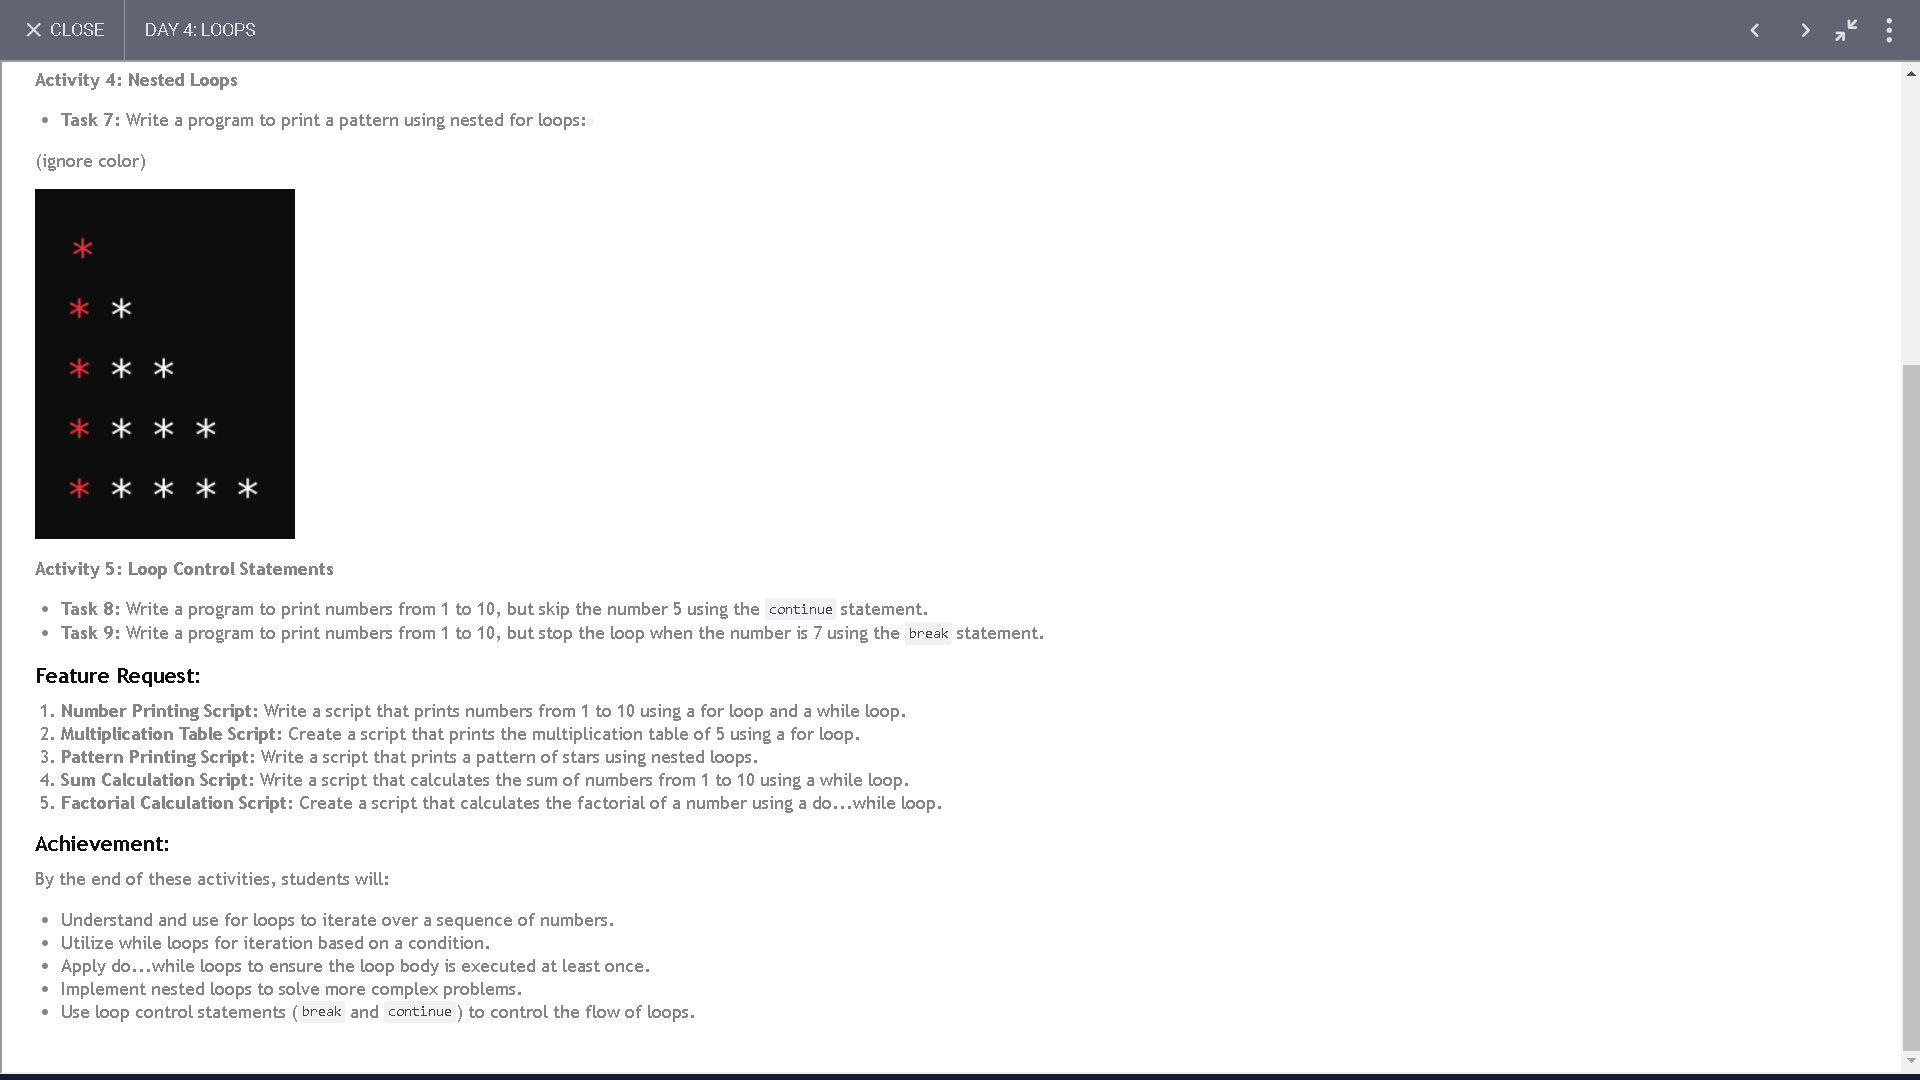 CLOSE
DAY 4: LOOPS
Activity 4: Nested Loops
• Task 7: Write a program to print a pattern using nested for loops:
(ignore color)
*
* *
* * *
* * * *
* * * * *
Activity 5: Loop Control Statements
• Task 8: Write a program to print numbers from 1 to 10, but skip the number 5 using the continue statement.
• Task 9: Write a program to print numbers from 1 to 10, but stop the loop when the number is 7 using the break statement.
Feature Request:
1. Number Printing Script: Write a script that prints numbers from 1 to 10 using a for loop and a while loop.
2. Multiplication Table Script: Create a script that prints the multiplication table of 5 using a for loop.
3. Pattern Printing Script: Write a script that prints a pattern of stars using nested loops.
4. Sum Calculation Script: Write a script that calculates the sum of numbers from 1 to 10 using a while loop.
5. Factorial Calculation Script: Create a script that calculates the factorial of a number using a do...while loop.
Achievement:
By the end of these activities, students will:
• Understand and use for loops to iterate over a sequence of numbers.
• Utilize while loops for iteration based on a condition.
• Apply do...while loops to ensure the loop body is executed at least once.
• Implement nested loops to solve more complex problems.
• Use loop control statements (break and continue) to control the flow of loops.